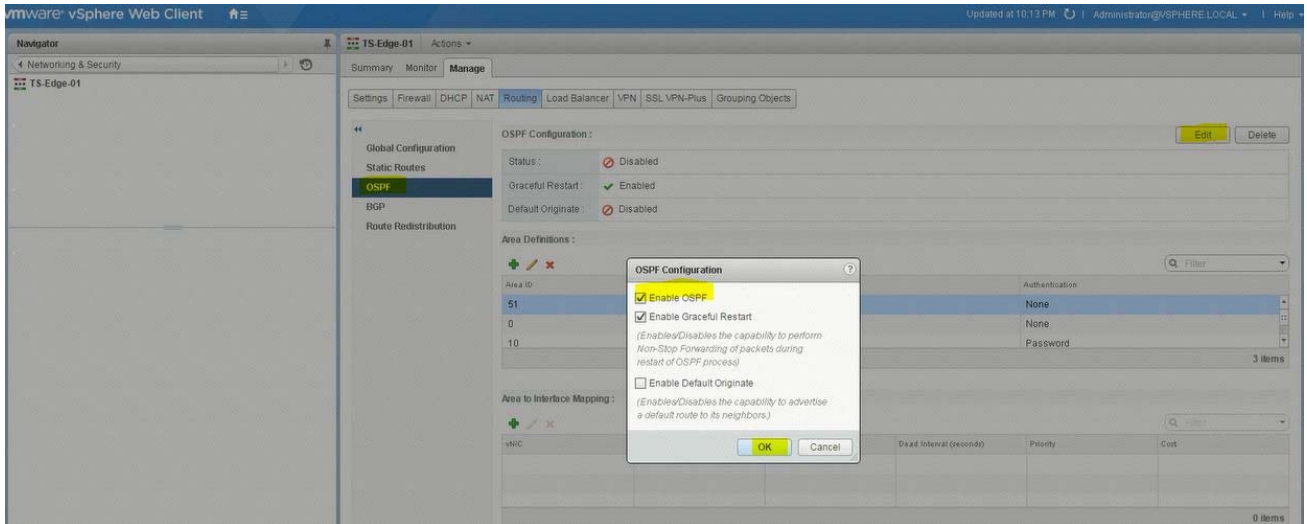 vmware® vSphere Web Client
Updated at 10:13 PM | Administrator@VSPHERE.LOCAL | Help
Navigator
Networking & Security
TS-Edge-01
TS-Edge-01 Actions
Summary Monitor Manage
Settings Firewall DHCP NAT Routing Load Balancer VPN SSL VPN-Plus Grouping Objects
Global Configuration
Static Routes
OSPF
BGP
Route Redistribution
OSPF Configuration :
Edit Delete
Status : Disabled
Graceful Restart : Enabled
Default Originate : Disabled
Area Definitions :
Filter
Area ID Authentication
51 None
0 None
10 Password
3 items
OSPF Configuration ?
Enable OSPF
Enable Graceful Restart
(Enables/Disables the capability to perform
Non-Stop Forwarding of packets during
restart of OSPF process)
Enable Default Originate
(Enables/Disables the capability to advertise
a default route to its neighbors.)
OK Cancel
Area to Interface Mapping :
Filter
vNIC Dead Interval (seconds) Priority Cost
0 items